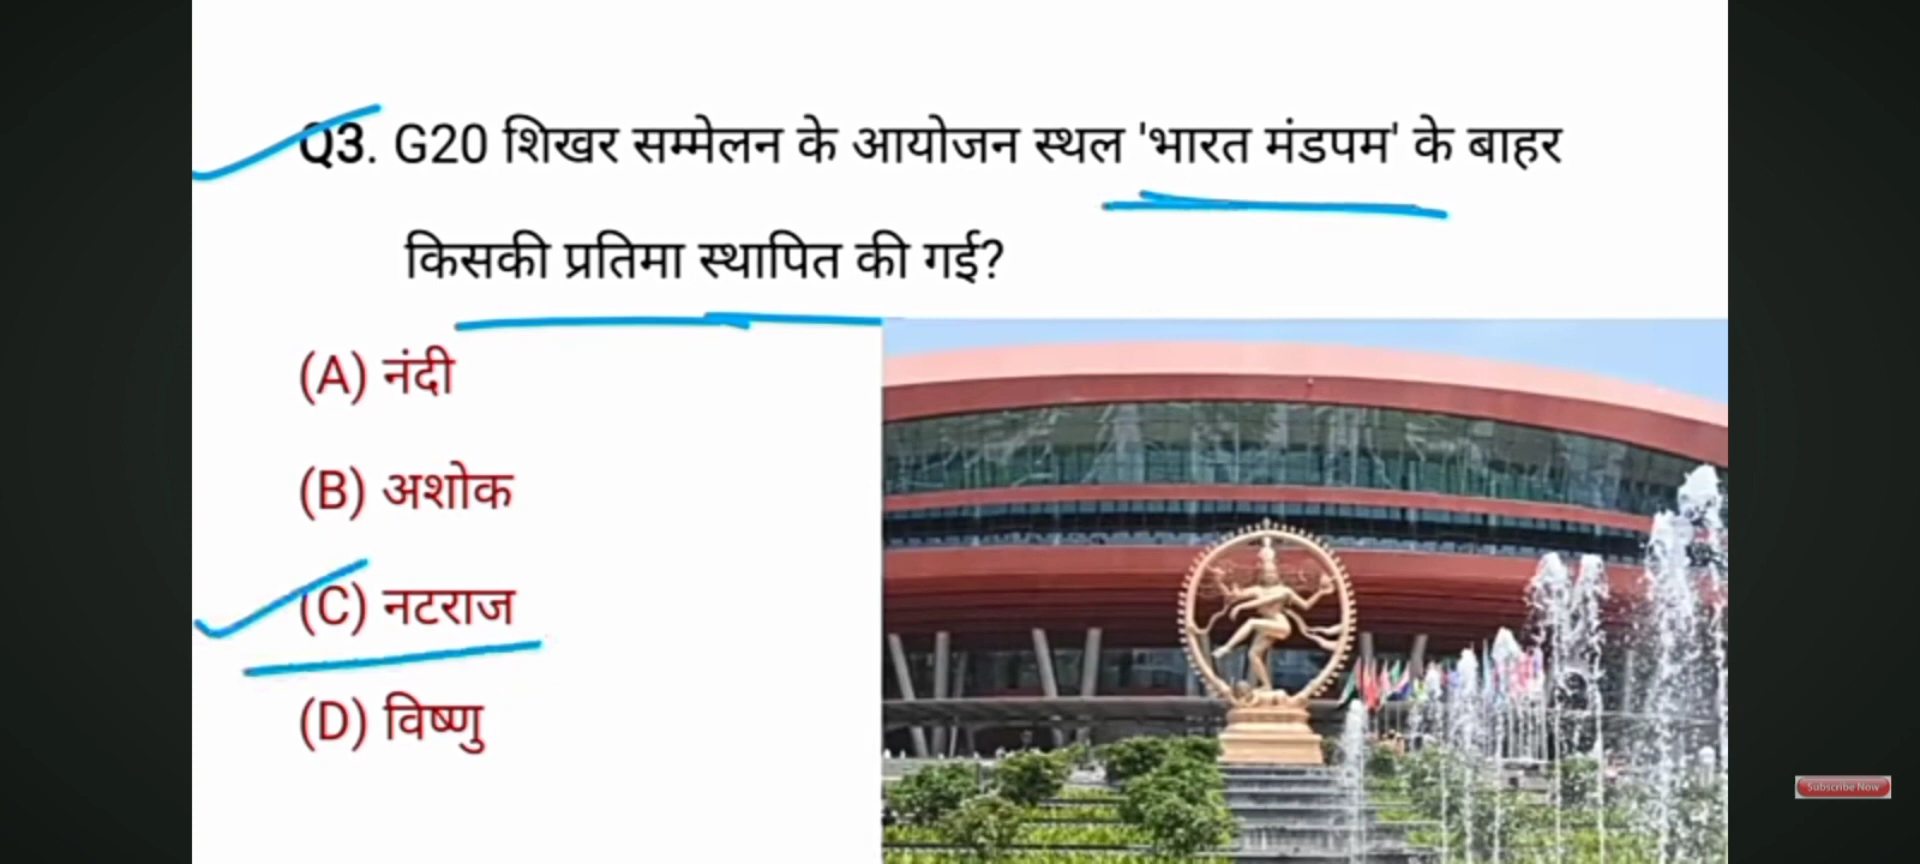 Q3. G20 शिखर सम्मेलन के आयोजन स्थल 'भारत मंडपम' के बाहर
किसकी प्रतिमा स्थापित की गई?
(A) नंदी
(B) अशोक
(C) नटराज
(D) विष्णु
Subscribe Now